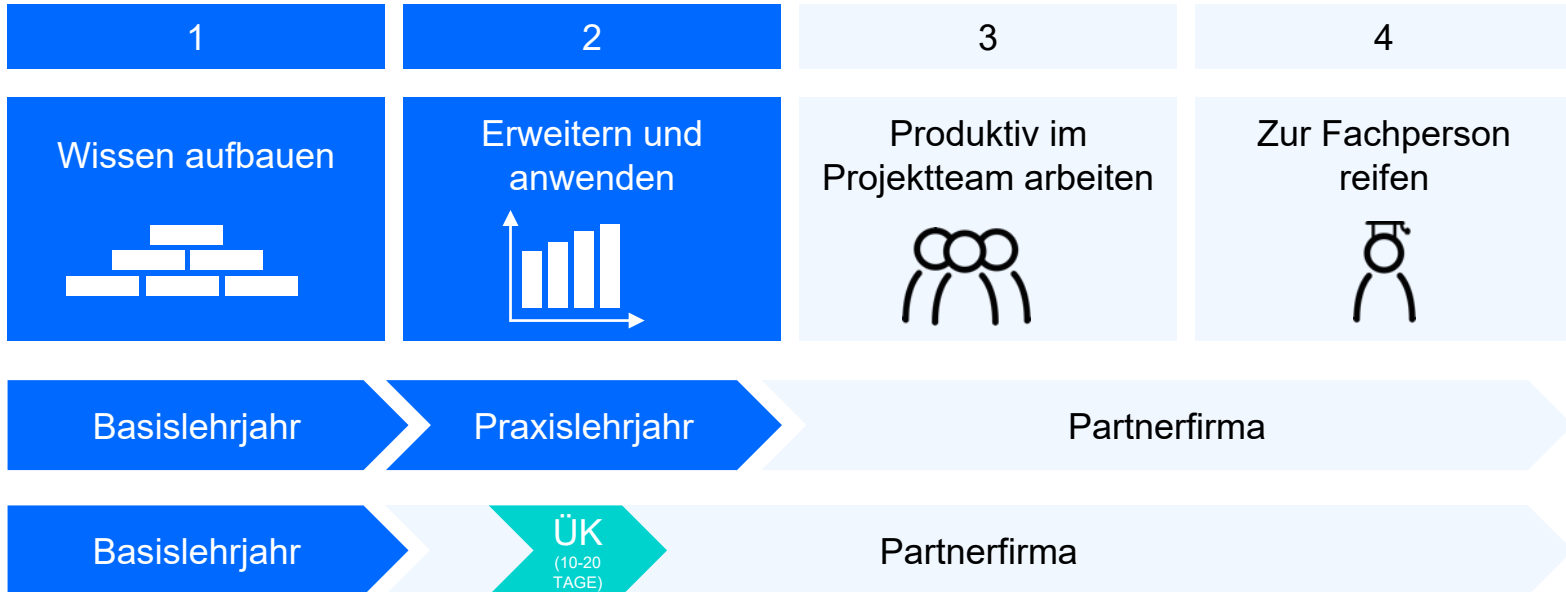 1
2
3
4
Wissen aufbauen
Erweitern und
anwenden
Produktiv im
Projektteam arbeiten
Zur Fachperson
reifen
Basislehrjahr
Praxislehrjahr
Partnerfirma
Basislehrjahr
ÜK
(10-20
TAGE)
Partnerfirma